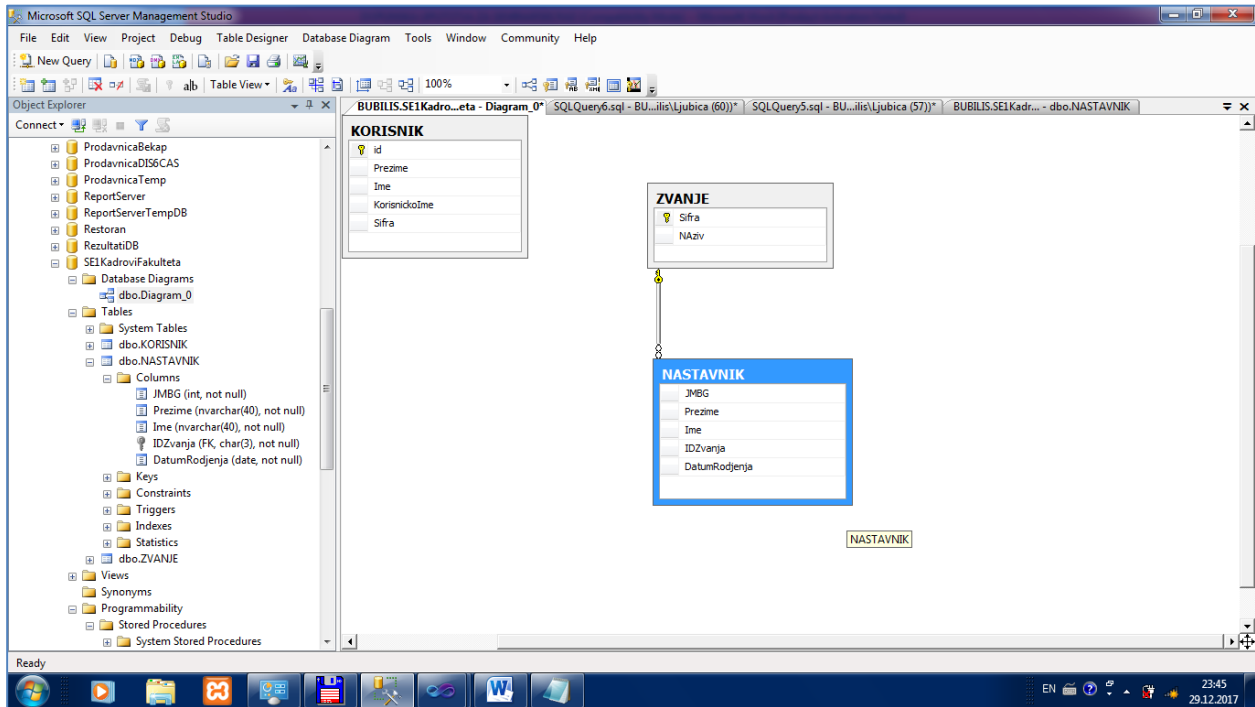 Microsoft SQL Server Management Studio
File Edit View Project Debug Table Designer Database Diagram Tools Window Community Help
New Query
alb Table View 100%
Object Explorer
BUBILIS.SE1Kadro...eta - Diagram_0* SQLQuery6.sql - BU...ilis\Ljubica (60))* SQLQuery5.sql - BU...ilis\Ljubica (57))* BUBILIS.SE1Kadr... - dbo.NASTAVNIK
Connect
ProdavnicaBekap
ProdavnicaDIS6CAS
ProdavnicaTemp
ReportServer
ReportServerTempDB
Restoran
RezultatiDB
SE1KadroviFakulteta
Database Diagrams
dbo.Diagram_0
Tables
System Tables
dbo.KORISNIK
dbo.NASTAVNIK
Columns
JMBG (int, not null)
Prezime (nvarchar(40), not null)
Ime (nvarchar(40), not null)
IDZvanja (FK, char(3), not null)
DatumRodjenja (date, not null)
Keys
Constraints
Triggers
Indexes
Statistics
dbo.ZVANJE
Views
Synonyms
Programmability
Stored Procedures
System Stored Procedures
KORISNIK
id
Prezime
Ime
KorisnickoIme
Sifra
ZVANJE
Sifra
NAziv
NASTAVNIK
JMBG
Prezime
Ime
IDZvanja
DatumRodjenja
NASTAVNIK
Ready
EN
23:45
29.12.2017